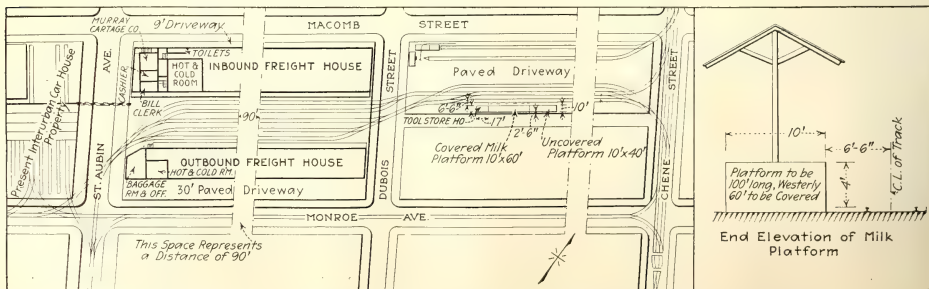 MURRAY
CARTAGE CO.
9' Driveway
MACOMB STREET
TOILETS
HOT &
COLD
ROOM
INBOUND FREIGHT HOUSE
CASHIER
BILL
CLERK
AVE.
ST. AUBIN
Present Interurban Car House
Property
90'
OUTBOUND FREIGHT HOUSE
HOT & COLD RM.
BAGGAGE
RM & OFF.
30' Paved Driveway
MONROE AVE.
This Space Represents
a Distance of 90'
STREET
DUBOIS
Paved Driveway
6'-6"
10'
TOOL STORE HO.
17'
2'-6"
Covered Milk
Platform 10'x60'
Uncovered
Platform 10'x40'
STREET
CHENE
10'
6'-6"
Platform to be
100' long, Westerly
60' to be Covered
4'
C.L. of Track
End Elevation of Milk
Platform